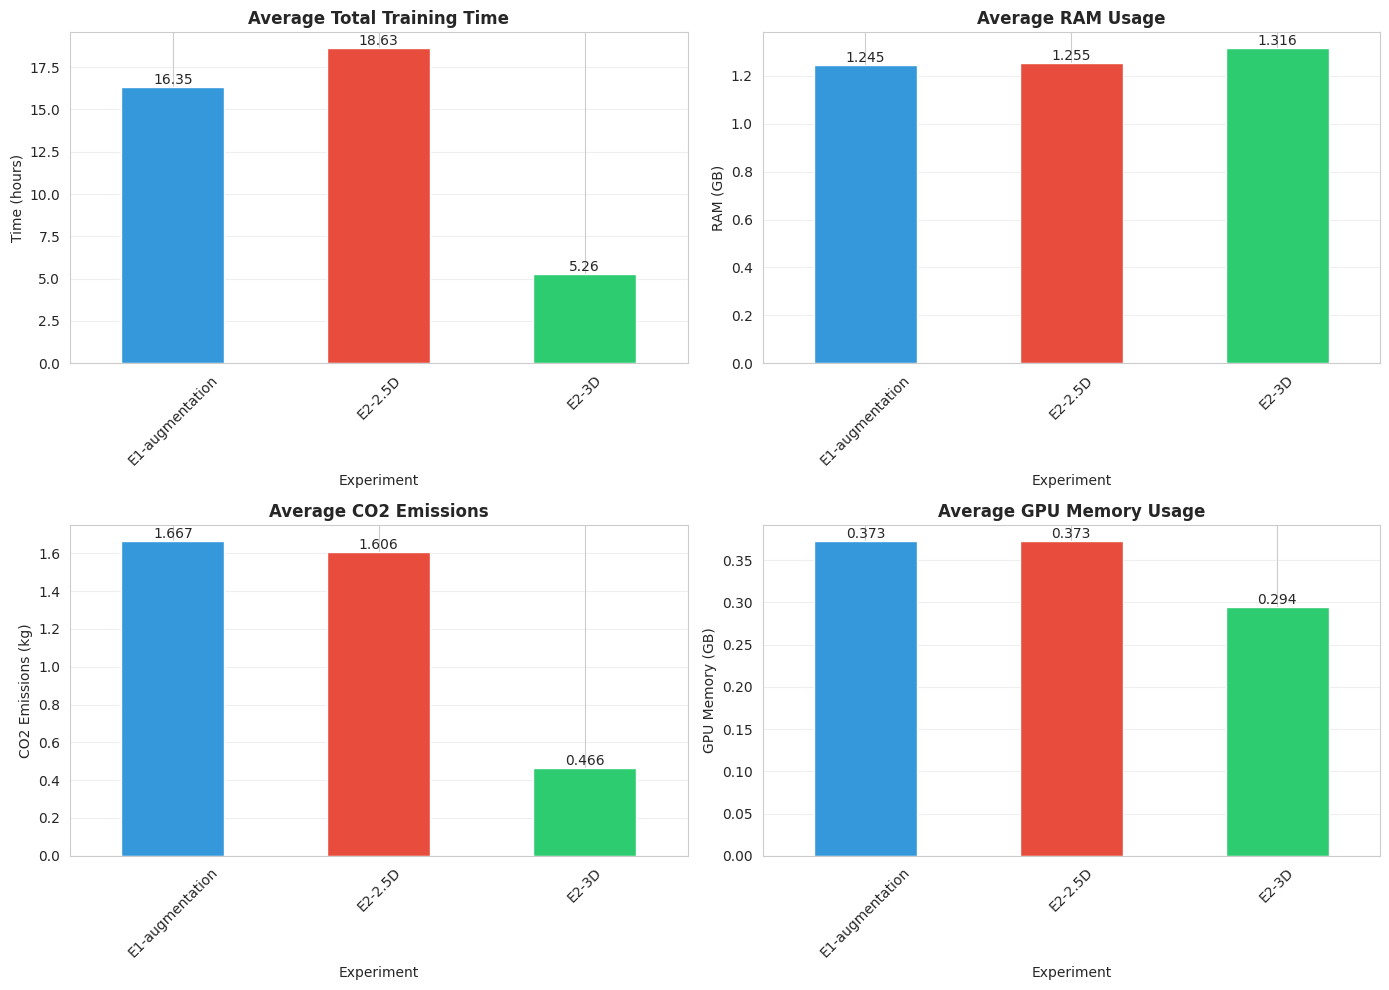 Average Total Training Time
Time (hours)
17.5
15.0
12.5
10.0
7.5
5.0
2.5
0.0
16.35
18.63
5.26
E1-augmentation
E2-2.5D
E2-3D
Experiment
Average RAM Usage
RAM (GB)
1.2
1.0
0.8
0.6
0.4
0.2
0.0
1.245
1.255
1.316
E1-augmentation
E2-2.5D
E2-3D
Experiment
Average CO2 Emissions
CO2 Emissions (kg)
1.6
1.4
1.2
1.0
0.8
0.6
0.4
0.2
0.0
1.667
1.606
0.466
E1-augmentation
E2-2.5D
E2-3D
Experiment
Average GPU Memory Usage
GPU Memory (GB)
0.35
0.30
0.25
0.20
0.15
0.10
0.05
0.00
0.373
0.373
0.294
E1-augmentation
E2-2.5D
E2-3D
Experiment